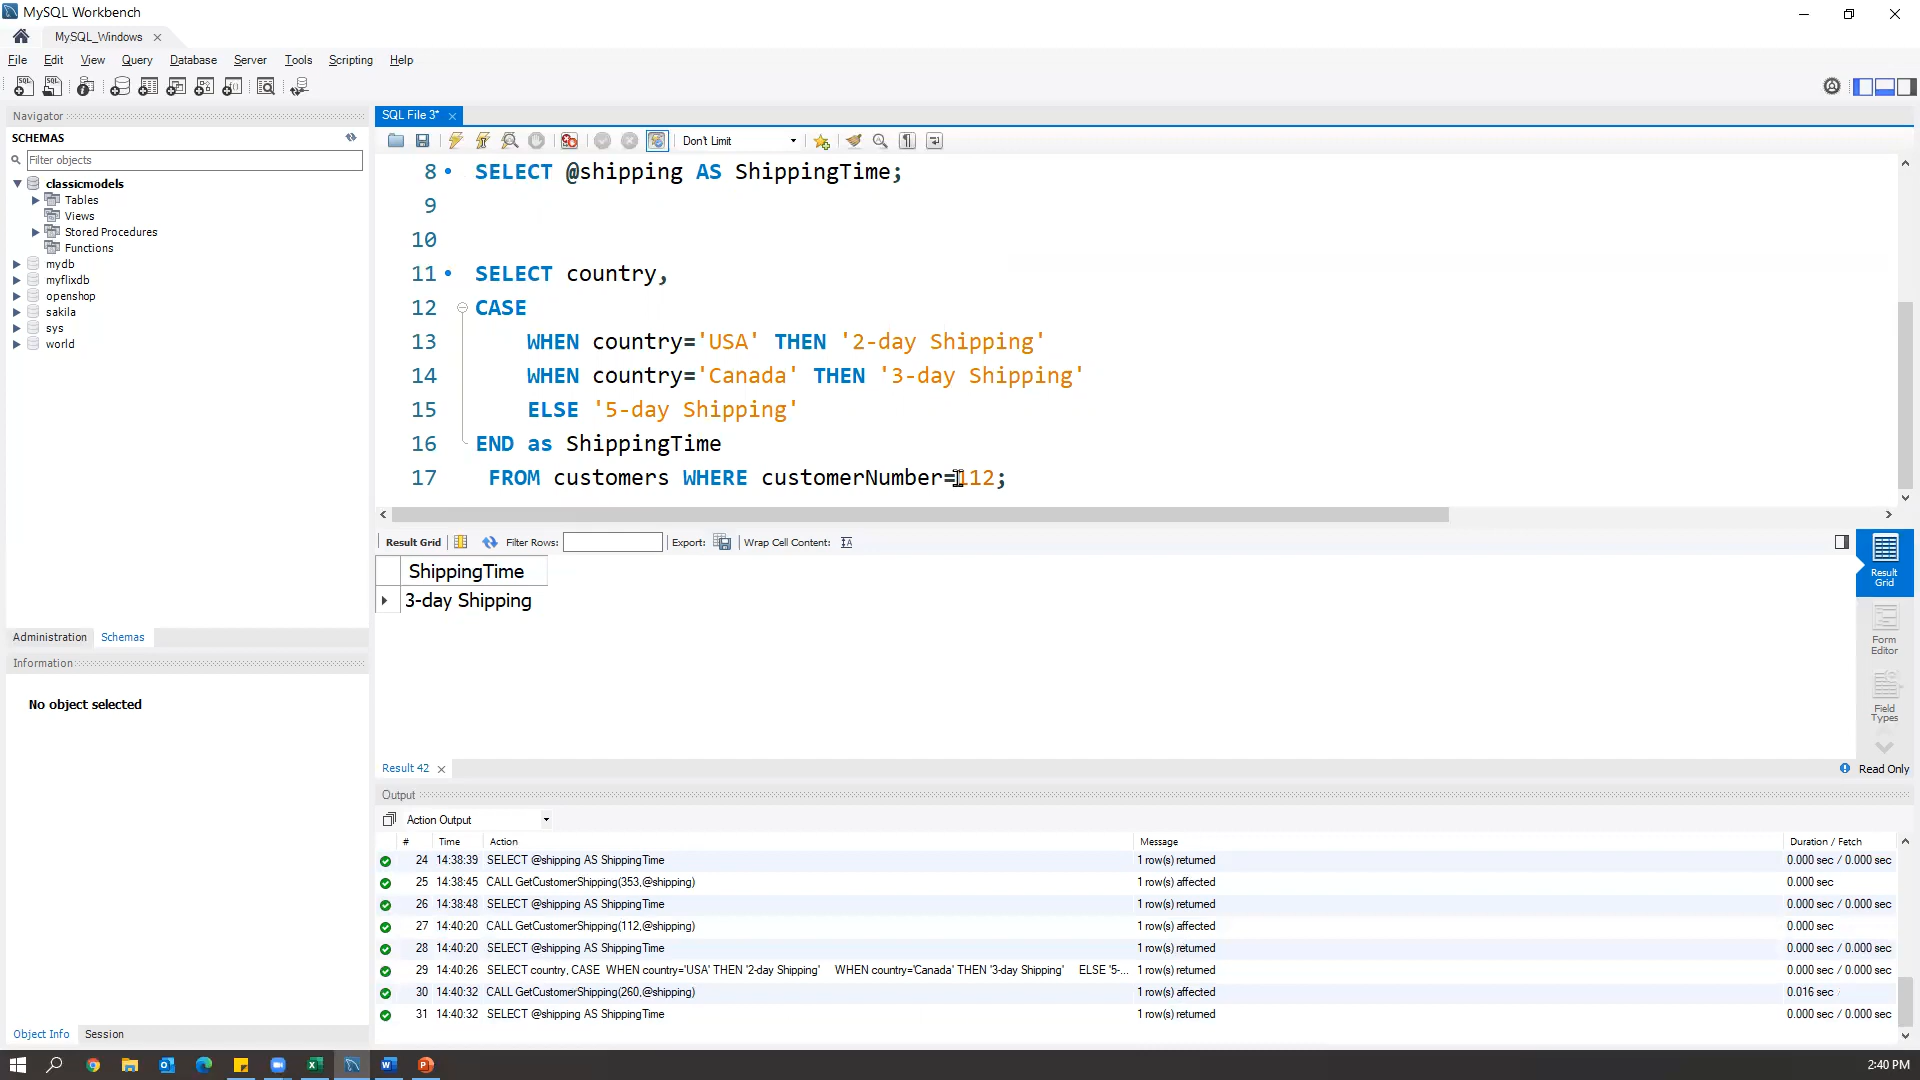 MySQL Workbench
MySQL_Windows
File Edit View Query Database Server Tools Scripting Help
Navigator
SCHEMAS
Filter objects
classicmodels
Tables
Views
Stored Procedures
Functions
mydb
myflixdb
openshop
sakila
sys
world
Administration Schemas
Information
No object selected
Object Info Session
SQL File 3*
Don't Limit
8 SELECT @shipping AS ShippingTime;
9
10
11 SELECT country,
12 CASE
13 WHEN country='USA' THEN '2-day Shipping'
14 WHEN country='Canada' THEN '3-day Shipping'
15 ELSE '5-day Shipping'
16 END as ShippingTime
17 FROM customers WHERE customerNumber=112;
Result Grid Filter Rows: Export: Wrap Cell Content:
ShippingTime
3-day Shipping
Result Grid
Form Editor
Field Types
Result 42
Read Only
Output
Action Output
# Time Action Message Duration / Fetch
24 14:38:39 SELECT @shipping AS ShippingTime 1 row(s) returned 0.000 sec / 0.000 sec
25 14:38:45 CALL GetCustomerShipping(353,@shipping) 1 row(s) affected 0.000 sec
26 14:38:48 SELECT @shipping AS ShippingTime 1 row(s) returned 0.000 sec / 0.000 sec
27 14:40:20 CALL GetCustomerShipping(112,@shipping) 1 row(s) affected 0.000 sec
28 14:40:20 SELECT @shipping AS ShippingTime 1 row(s) returned 0.000 sec / 0.000 sec
29 14:40:26 SELECT country, CASE WHEN country='USA' THEN '2-day Shipping' WHEN country='Canada' THEN '3-day Shipping' ELSE '5-... 1 row(s) returned 0.000 sec / 0.000 sec
30 14:40:32 CALL GetCustomerShipping(260,@shipping) 1 row(s) affected 0.016 sec
31 14:40:32 SELECT @shipping AS ShippingTime 1 row(s) returned 0.000 sec / 0.000 sec
2:40 PM